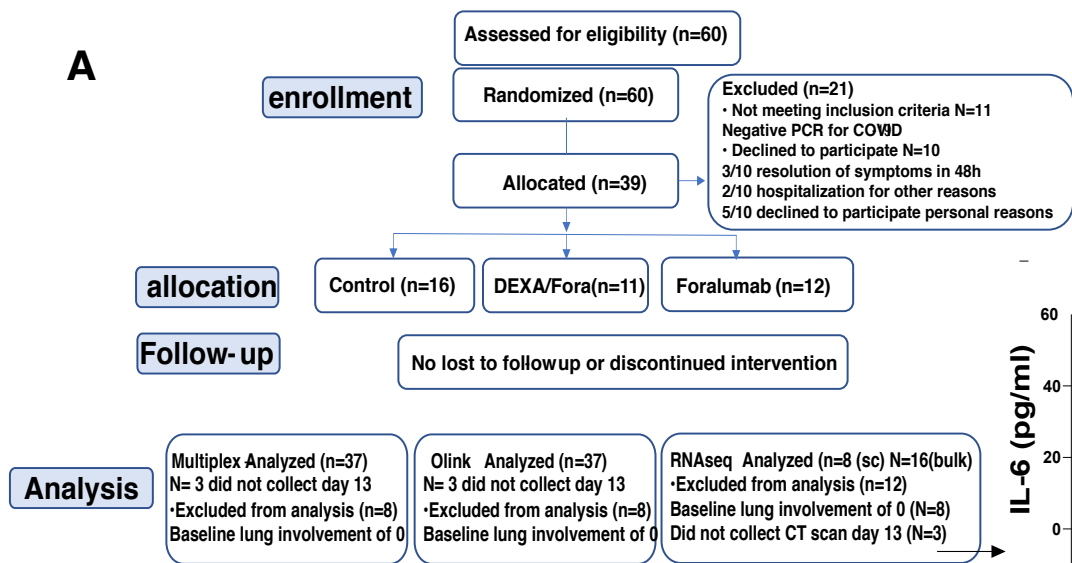 A
Assessed for eligibility (n=60)
enrollment
Randomized (n=60)
Excluded (n=21)
• Not meeting inclusion criteria N=11
Negative PCR for COVID
• Declined to participate N=10
3/10 resolution of symptoms in 48h
2/10 hospitalization for other reasons
5/10 declined to participate personal reasons
Allocated (n=39)
allocation
Control (n=16)
DEXA/Fora(n=11)
Foralumab (n=12)
Follow-up
No lost to followup or discontinued intervention
Analysis
Multiplex-Analyzed (n=37)
N= 3 did not collect day 13
•Excluded from analysis (n=8)
Baseline lung involvement of 0
Olink Analyzed (n=37)
N= 3 did not collect day 13
•Excluded from analysis (n=8)
Baseline lung involvement of 0
RNAseq Analyzed (n=8 (sc) N=16(bulk)
•Excluded from analysis (n=12)
Baseline lung involvement of 0 (N=8)
Did not collect CT scan day 13 (N=3)
IL-6 (pg/ml)
60
40
20
0